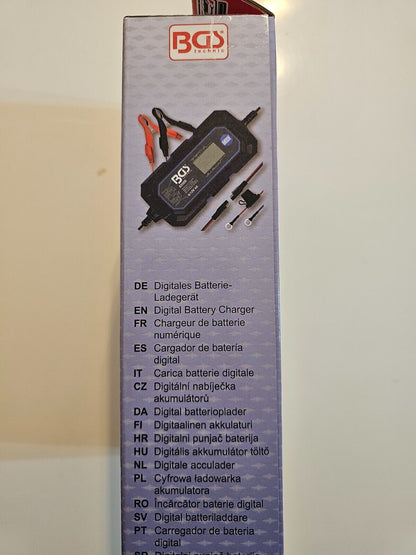 BGS
technic
BGS
DE Digitales Batterie-
Ladegerät
EN Digital Battery Charger
FR Chargeur de batterie
numérique
ES Cargador de batería
digital
IT Carica batterie digitale
CZ Digitální nabíječka
akumulátorů
DA Digital batterioplader
FI Digitaalinen akkulaturi
HR Digitalni punjač baterija
HU Digitális akkumulátor töltő
NL Digitale acculader
PL Cyfrowa ładowarka
akumulatora
RO Încărcător baterie digital
SV Digital batteriladdare
PT Carregador de bateria
digital